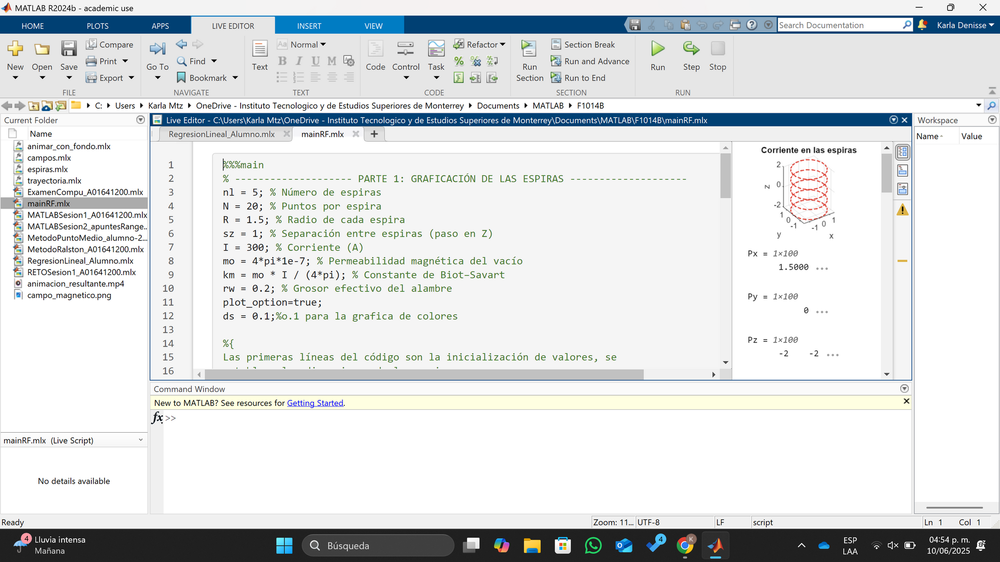 MATLAB R2024b - academic use
HOME PLOTS APPS LIVE EDITOR INSERT VIEW
Search Documentation
Karla Denisse
New
Open
Save
Compare
Print
Export
FILE
Go To
Find
Bookmark
NAVIGATE
Text
Aa Normal
B I U M
TEXT
Code
Control
Task
Refactor
CODE
Run
Section
Section Break
Run and Advance
Run to End
SECTION
Run
Step
Stop
RUN
C: Users Karla Mtz OneDrive - Instituto Tecnologico y de Estudios Superiores de Monterrey Documents MATLAB F1014B
Current Folder
Name
animar_con_fondo.mlx
campos.mlx
espiras.mlx
trayectoria.mlx
ExamenCompu_A01641200.mlx
mainRF.mlx
MATLABSesion1_A01641200.mlx
MATLABSesion2_apuntesRange...
MetodoPuntoMedio_alumno-2...
MetodoRalston_A01641200.mlx
RegresionLineal_Alumno.mlx
RETOSesion1_A01641200.mlx
animacion_resultante.mp4
campo_magnetico.png
mainRF.mlx (Live Script)
No details available
Live Editor - C:\Users\Karla Mtz\OneDrive - Instituto Tecnologico y de Estudios Superiores de Monterrey\Documents\MATLAB\F1014B\mainRF.mlx
RegresionLineal_Alumno.mlx mainRF.mlx +
1 %%%main
2 % -------------------- PARTE 1: GRAFICACIÓN DE LAS ESPIRAS --------------------
3 nl = 5; % Número de espiras
4 N = 20; % Puntos por espira
5 R = 1.5; % Radio de cada espira
6 sz = 1; % Separación entre espiras (paso en Z)
7 I = 300; % Corriente (A)
8 mo = 4*pi*1e-7; % Permeabilidad magnética del vacío
9 km = mo * I / (4*pi); % Constante de Biot–Savart
10 rw = 0.2; % Grosor efectivo del alambre
11 plot_option=true;
12 ds = 0.1;%o.1 para la grafica de colores
13
14 %{
15 Las primeras líneas del código son la inicialización de valores, se
16
Corriente en las espiras
2
0
-2
z
1
0
-1
y
-1
0
1
x
Px = 1×100
1.5000 ...
Py = 1×100
0 ...
Pz = 1×100
-2 -2 ...
Workspace
Name Value
Command Window
New to MATLAB? See resources for Getting Started.
fx >>
Ready
Zoom: 11... UTF-8 LF script Ln 1 Col 1
4
Lluvia intensa
Mañana
Búsqueda
4
K
ESP
LAA
04:54 p. m.
10/06/2025